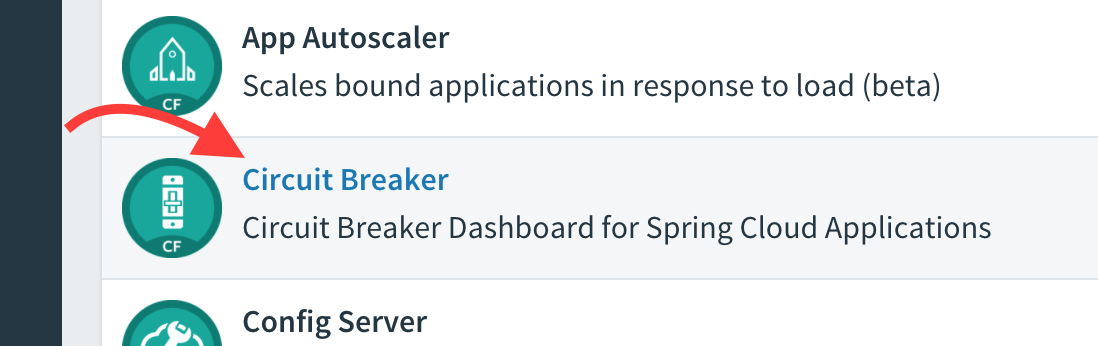 App Autoscaler
Scales bound applications in response to load (beta)
CF
Circuit Breaker
Circuit Breaker Dashboard for Spring Cloud Applications
CF
Config Server